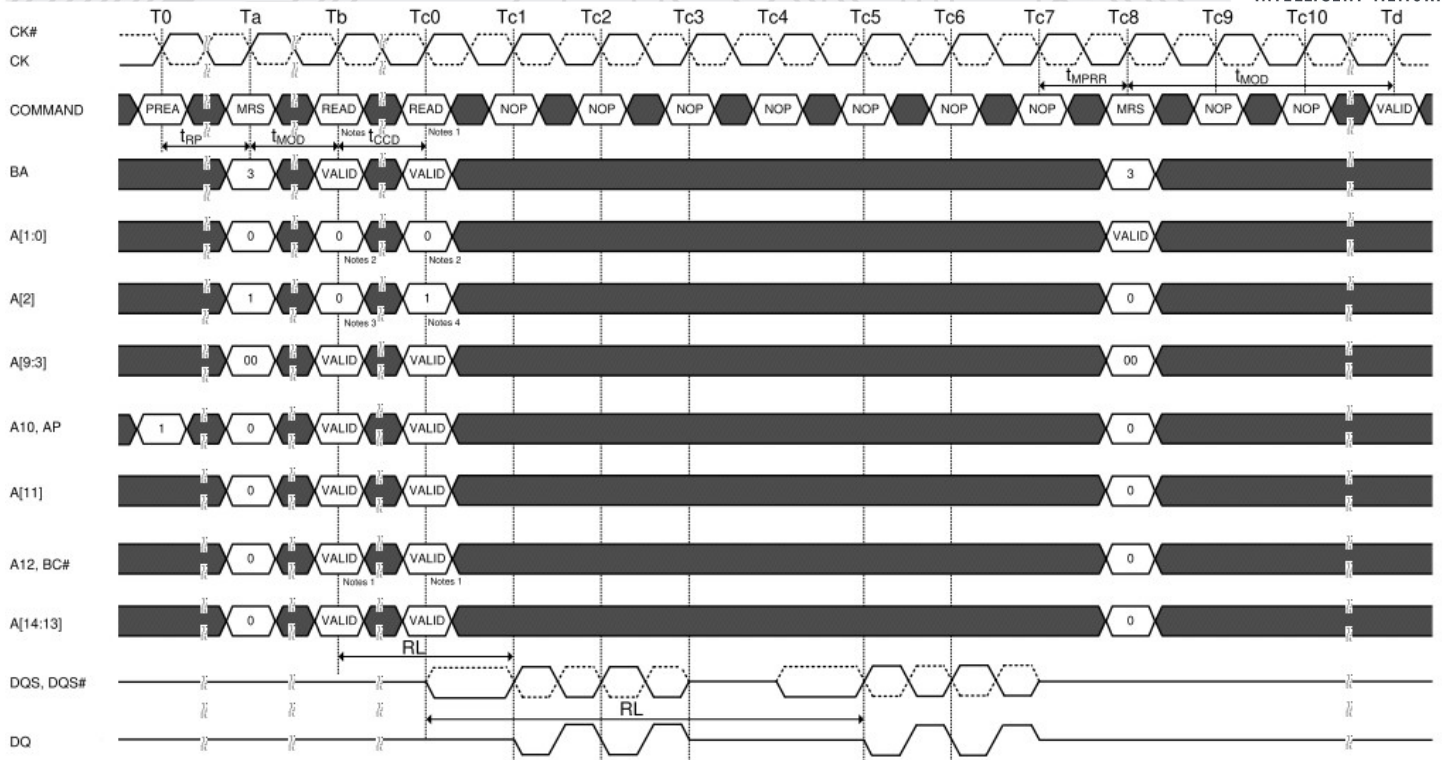 T0 Ta Tb Tc0 Tc1 Tc2 Tc3 Tc4 Tc5 Tc6 Tc7 Tc8 Tc9 Tc10 Td
CK#
CK
tMPRR tMOD
COMMAND PREA MRS READ READ NOP NOP NOP NOP NOP NOP NOP MRS NOP NOP VALID
Notes Notes 1
tRP tMOD tCCD
BA 3 VALID VALID 3
A[1:0] 0 0 0 VALID
Notes 2 Notes 2
A[2] 1 0 1 0
Notes 3 Notes 4
A[9:3] 00 VALID VALID 00
A10, AP 1 0 VALID VALID 0
A[11] 0 VALID VALID 0
A12, BC# 0 VALID VALID 0
Notes 1 Notes 1
A[14:13] 0 VALID VALID 0
RL
DQS, DQS#
RL
DQ